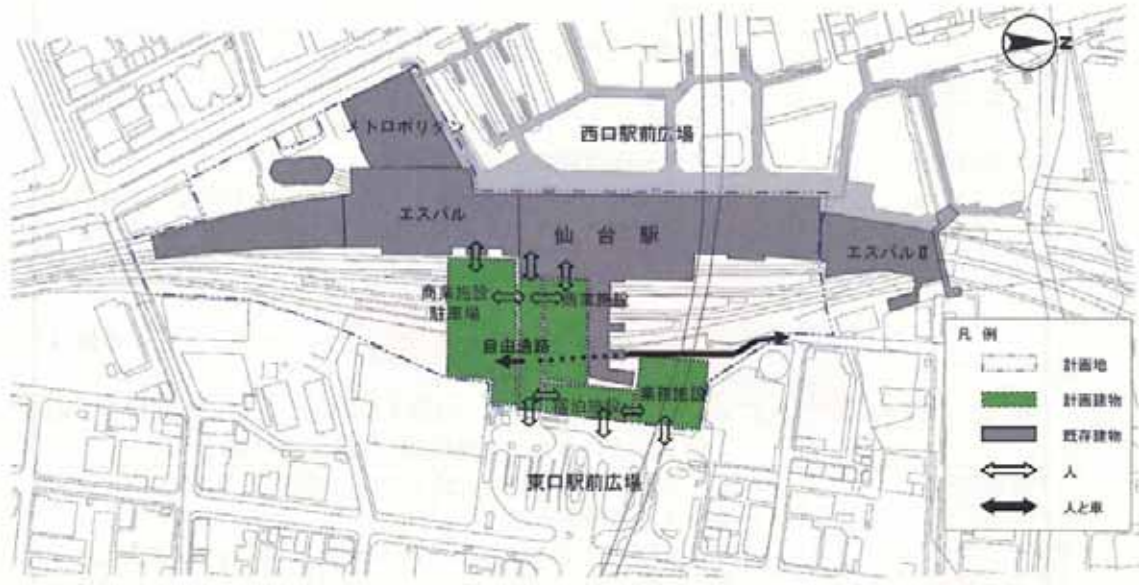 N
メトロポリタン
西口駅前広場
エスパル
仙台駅
エスパルⅡ
商業施設
駐車場
商業施設
自由通路
宿泊施設
業務施設
東口駅前広場
凡例
計画地
計画建物
既存建物
人
人と車